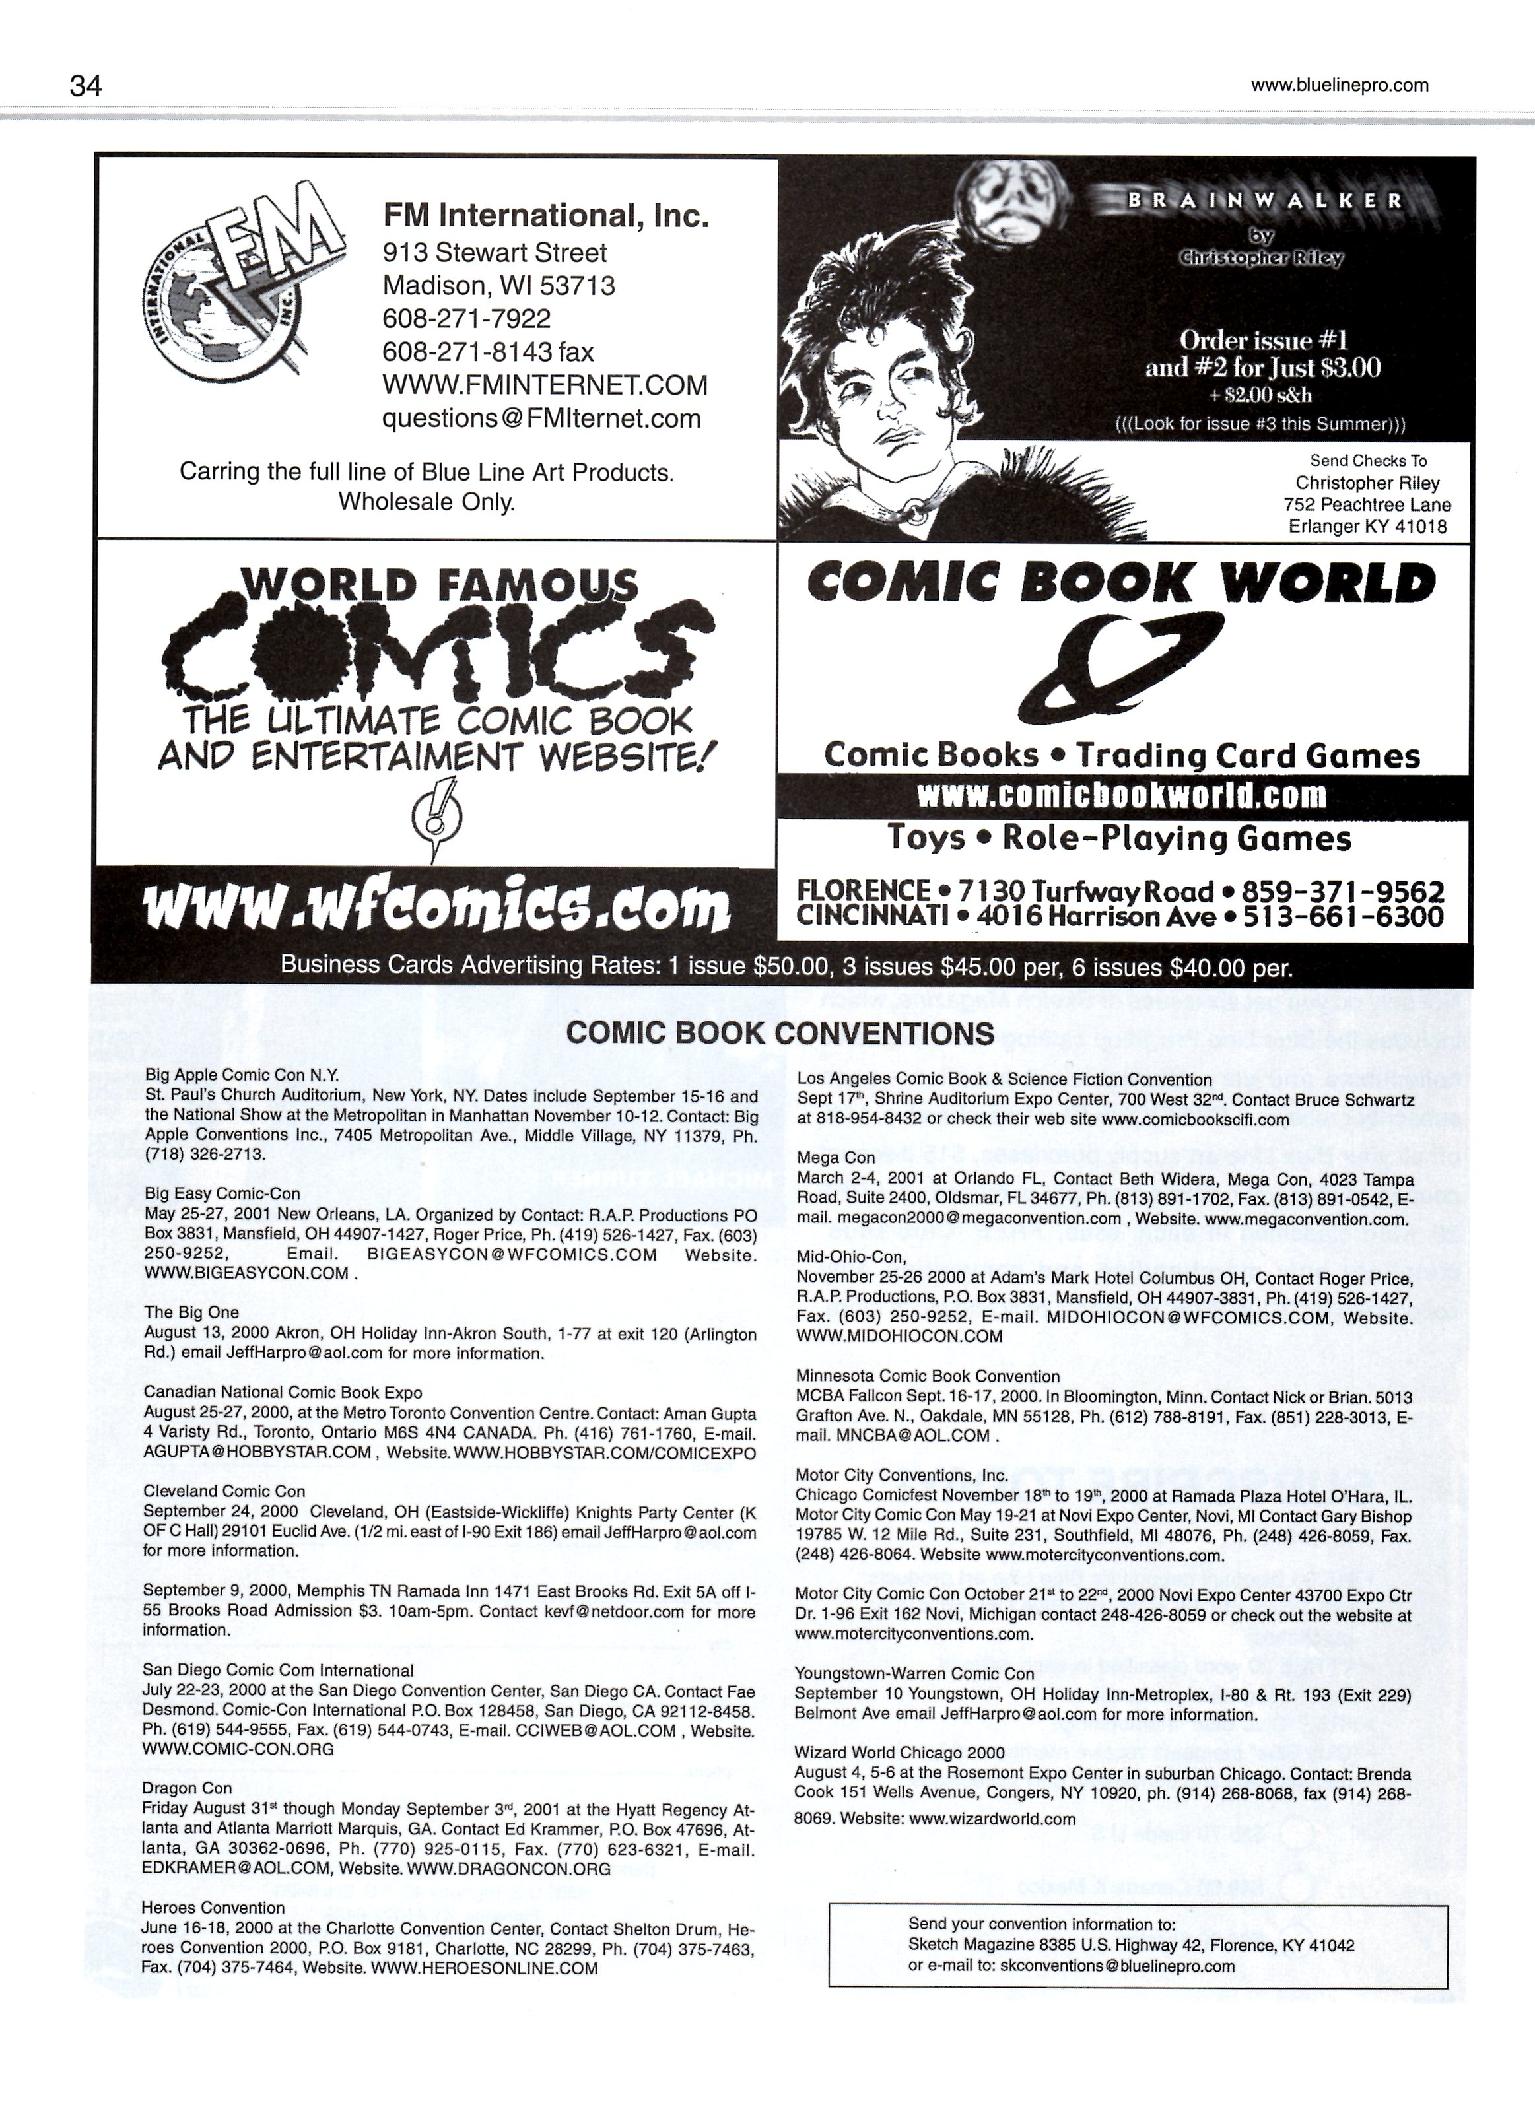 34
www.bluelinepro.com
INTERNATIONAL
FM
INC.
FM International, Inc.
913 Stewart Street
Madison, WI 53713
608-271-7922
608-271-8143 fax
WWW.FMINTERNET.COM
questions@FMIternet.com
Carring the full line of Blue Line Art Products.
Wholesale Only.
BRAINWALKER
by
Christopher Riley
Order issue #1
and #2 for Just $3.00
+ $2.00 s&h
(((Look for issue #3 this Summer)))
Send Checks To
Christopher Riley
752 Peachtree Lane
Erlanger KY 41018
WORLD FAMOUS
COMICS
THE ULTIMATE COMIC BOOK
AND ENTERTAIMENT WEBSITE!
!
www.wfcomics.com
COMIC BOOK WORLD
Comic Books • Trading Card Games
www.comicbookworld.com
Toys • Role-Playing Games
FLORENCE • 7130 Turfway Road • 859-371-9562
CINCINNATI • 4016 Harrison Ave • 513-661-6300
Business Cards Advertising Rates: 1 issue $50.00, 3 issues $45.00 per, 6 issues $40.00 per.
COMIC BOOK CONVENTIONS
Big Apple Comic Con N.Y.
St. Paul's Church Auditorium, New York, NY. Dates include September 15-16 and
the National Show at the Metropolitan in Manhattan November 10-12. Contact: Big
Apple Conventions Inc., 7405 Metropolitan Ave., Middle Village, NY 11379, Ph.
(718) 326-2713.
Big Easy Comic-Con
May 25-27, 2001 New Orleans, LA. Organized by Contact: R.A.P. Productions PO
Box 3831, Mansfield, OH 44907-1427, Roger Price, Ph. (419) 526-1427, Fax. (603)
250-9252, Email. BIGEASYCON@WFCOMICS.COM Website.
WWW.BIGEASYCON.COM .
The Big One
August 13, 2000 Akron, OH Holiday Inn-Akron South, 1-77 at exit 120 (Arlington
Rd.) email JeffHarpro@aol.com for more information.
Canadian National Comic Book Expo
August 25-27, 2000, at the Metro Toronto Convention Centre. Contact: Aman Gupta
4 Varisty Rd., Toronto, Ontario M6S 4N4 CANADA. Ph. (416) 761-1760, E-mail.
AGUPTA@HOBBYSTAR.COM , Website. WWW.HOBBYSTAR.COM/COMICEXPO
Cleveland Comic Con
September 24, 2000 Cleveland, OH (Eastside-Wickliffe) Knights Party Center (K
OF C Hall) 29101 Euclid Ave. (1/2 mi. east of I-90 Exit 186) email JeffHarpro@aol.com
for more information.
September 9, 2000, Memphis TN Ramada Inn 1471 East Brooks Rd. Exit 5A off I-
55 Brooks Road Admission $3. 10am-5pm. Contact kevf@netdoor.com for more
information.
San Diego Comic Com International
July 22-23, 2000 at the San Diego Convention Center, San Diego CA. Contact Fae
Desmond. Comic-Con International P.O. Box 128458, San Diego, CA 92112-8458.
Ph. (619) 544-9555, Fax. (619) 544-0743, E-mail. CCIWEB@AOL.COM , Website.
WWW.COMIC-CON.ORG
Dragon Con
Friday August 31st though Monday September 3rd, 2001 at the Hyatt Regency At-
lanta and Atlanta Marriott Marquis, GA. Contact Ed Krammer, P.O. Box 47696, At-
lanta, GA 30362-0696, Ph. (770) 925-0115, Fax. (770) 623-6321, E-mail.
EDKRAMER@AOL.COM, Website. WWW.DRAGONCON.ORG
Heroes Convention
June 16-18, 2000 at the Charlotte Convention Center, Contact Shelton Drum, He-
roes Convention 2000, P.O. Box 9181, Charlotte, NC 28299, Ph. (704) 375-7463,
Fax. (704) 375-7464, Website. WWW.HEROESONLINE.COM
Los Angeles Comic Book & Science Fiction Convention
Sept 17th, Shrine Auditorium Expo Center, 700 West 32nd. Contact Bruce Schwartz
at 818-954-8432 or check their web site www.comicbookscifi.com
Mega Con
March 2-4, 2001 at Orlando FL, Contact Beth Widera, Mega Con, 4023 Tampa
Road, Suite 2400, Oldsmar, FL 34677, Ph. (813) 891-1702, Fax. (813) 891-0542, E-
mail. megacon2000@megaconvention.com , Website. www.megaconvention.com.
Mid-Ohio-Con,
November 25-26 2000 at Adam's Mark Hotel Columbus OH, Contact Roger Price,
R.A.P. Productions, P.O. Box 3831, Mansfield, OH 44907-3831, Ph. (419) 526-1427,
Fax. (603) 250-9252, E-mail. MIDOHIOCON@WFCOMICS.COM, Website.
WWW.MIDOHIOCON.COM
Minnesota Comic Book Convention
MCBA Fallcon Sept. 16-17, 2000. In Bloomington, Minn. Contact Nick or Brian. 5013
Grafton Ave. N., Oakdale, MN 55128, Ph. (612) 788-8191, Fax. (851) 228-3013, E-
mail. MNCBA@AOL.COM .
Motor City Conventions, Inc.
Chicago Comicfest November 18th to 19th, 2000 at Ramada Plaza Hotel O'Hara, IL.
Motor City Comic Con May 19-21 at Novi Expo Center, Novi, MI Contact Gary Bishop
19785 W. 12 Mile Rd., Suite 231, Southfield, MI 48076, Ph. (248) 426-8059, Fax.
(248) 426-8064. Website www.motercityconventions.com.
Motor City Comic Con October 21st to 22nd, 2000 Novi Expo Center 43700 Expo Ctr
Dr. 1-96 Exit 162 Novi, Michigan contact 248-426-8059 or check out the website at
www.motercityconventions.com.
Youngstown-Warren Comic Con
September 10 Youngstown, OH Holiday Inn-Metroplex, I-80 & Rt. 193 (Exit 229)
Belmont Ave email JeffHarpro@aol.com for more information.
Wizard World Chicago 2000
August 4, 5-6 at the Rosemont Expo Center in suburban Chicago. Contact: Brenda
Cook 151 Wells Avenue, Congers, NY 10920, ph. (914) 268-8068, fax (914) 268-
8069. Website: www.wizardworld.com
Send your convention information to:
Sketch Magazine 8385 U.S. Highway 42, Florence, KY 41042
or e-mail to: skconventions@bluelinepro.com